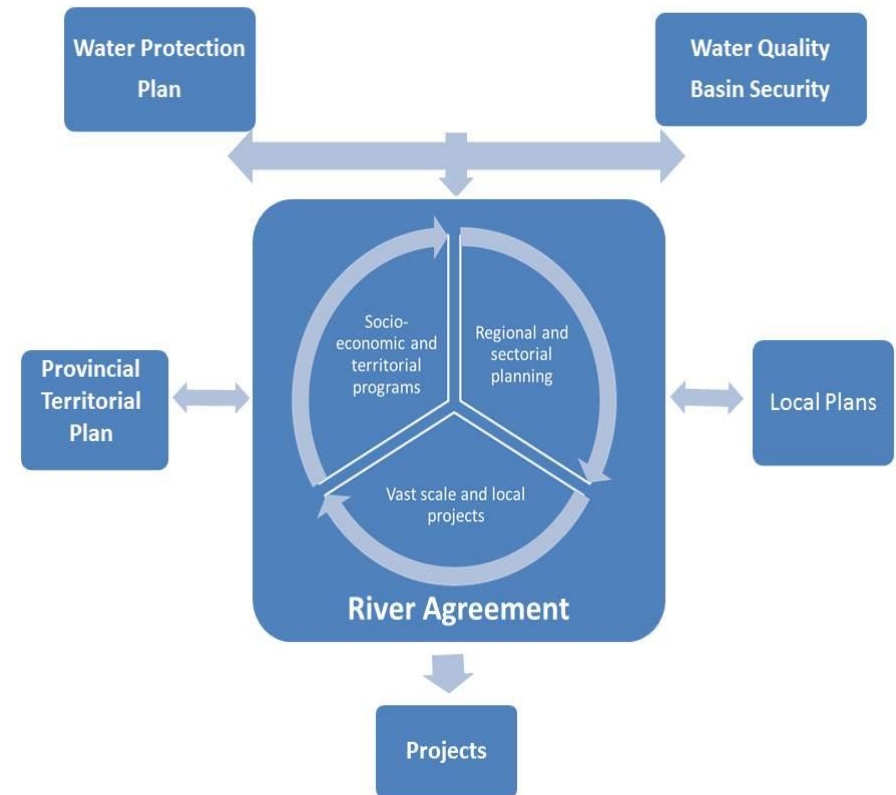 Water Protection
Plan
Water Quality
Basin Security
Socio-
economic and
territorial
programs
Regional and
sectorial
planning
Provincial
Territorial
Plan
Local Plans
Vast scale and local
projects
River Agreement
Projects